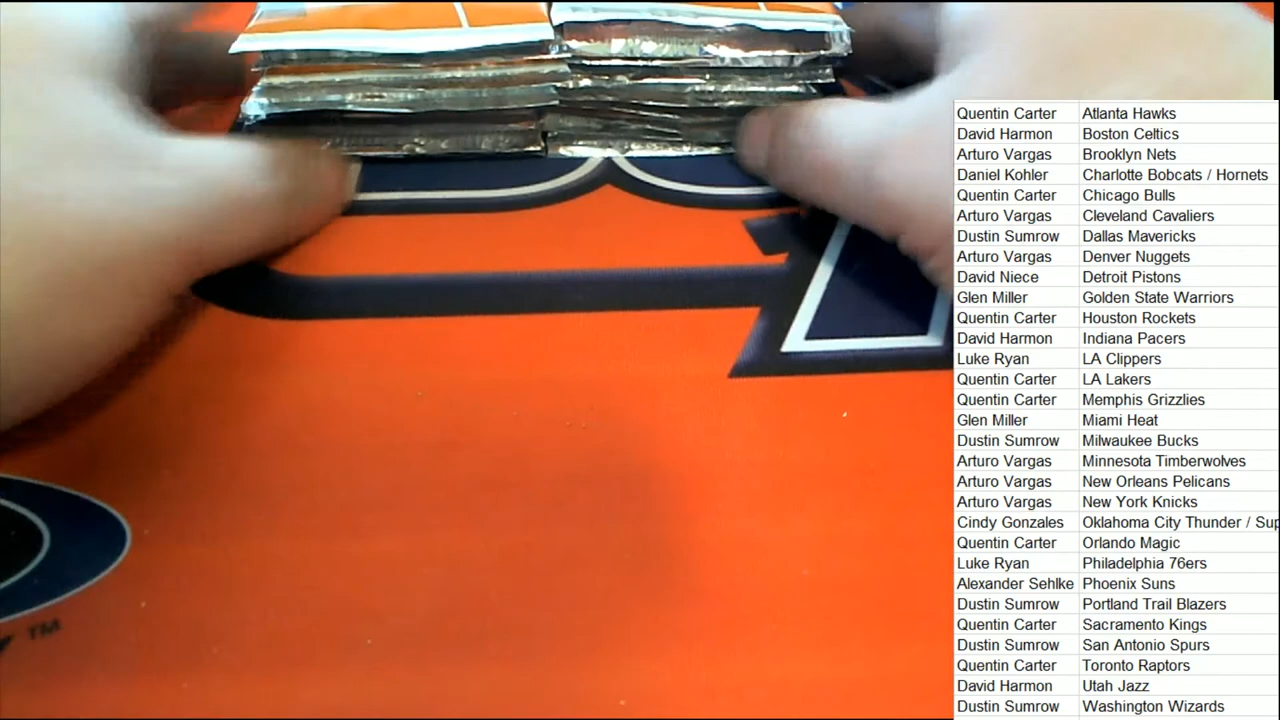 Quentin Carter Atlanta Hawks
David Harmon Boston Celtics
Arturo Vargas Brooklyn Nets
Daniel Kohler Charlotte Bobcats / Hornets
Quentin Carter Chicago Bulls
Arturo Vargas Cleveland Cavaliers
Dustin Sumrow Dallas Mavericks
Arturo Vargas Denver Nuggets
David Niece Detroit Pistons
Glen Miller Golden State Warriors
Quentin Carter Houston Rockets
David Harmon Indiana Pacers
Luke Ryan LA Clippers
Quentin Carter LA Lakers
Quentin Carter Memphis Grizzlies
Glen Miller Miami Heat
Dustin Sumrow Milwaukee Bucks
Arturo Vargas Minnesota Timberwolves
Arturo Vargas New Orleans Pelicans
Arturo Vargas New York Knicks
Cindy Gonzales Oklahoma City Thunder / Sup
Quentin Carter Orlando Magic
Luke Ryan Philadelphia 76ers
Alexander Sehlke Phoenix Suns
Dustin Sumrow Portland Trail Blazers
Quentin Carter Sacramento Kings
Dustin Sumrow San Antonio Spurs
Quentin Carter Toronto Raptors
David Harmon Utah Jazz
Dustin Sumrow Washington Wizards
TM